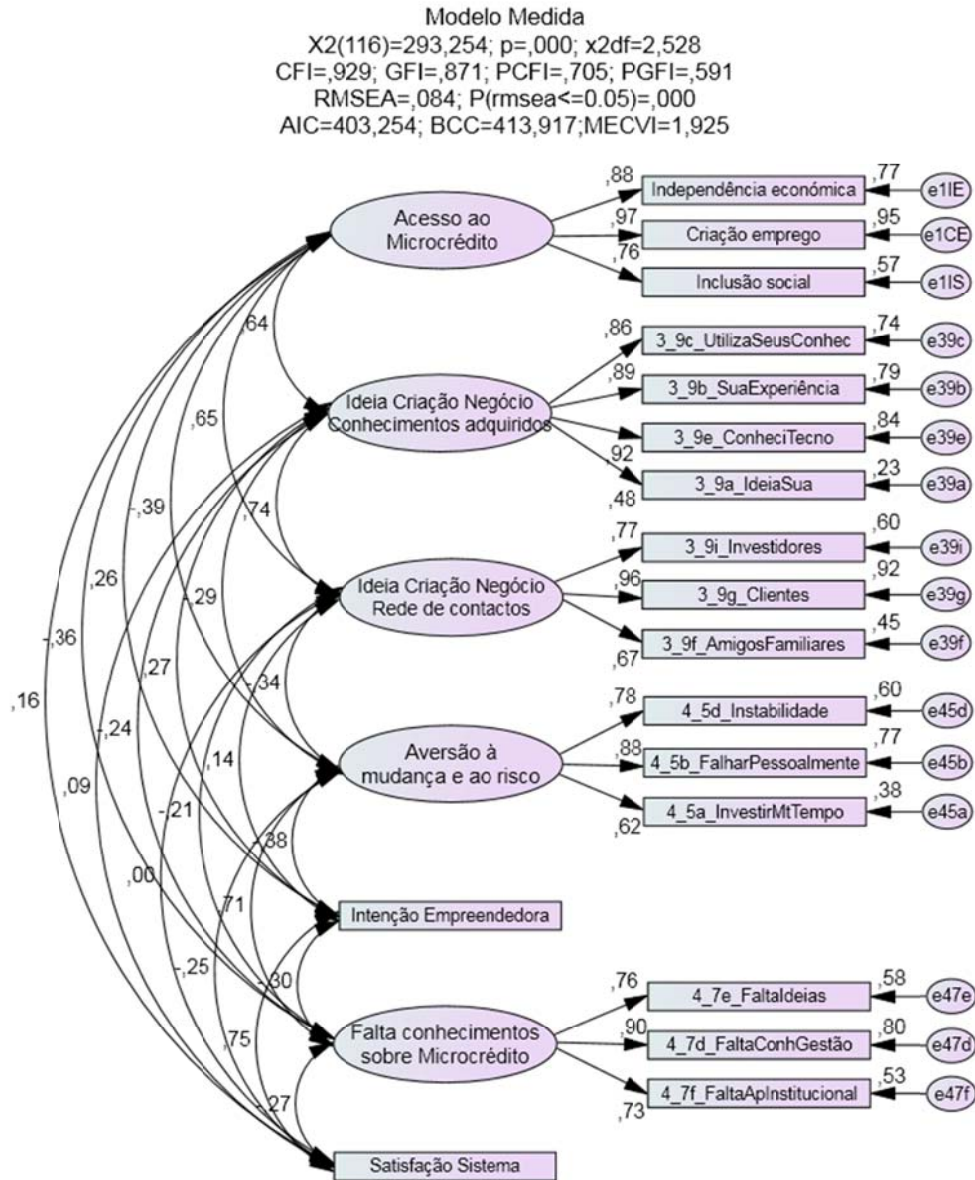 Modelo Medida
X2(116)=293,254; p=,000; x2df=2,528
CFI=,929; GFI=,871; PCFI=,705; PGFI=,591
RMSEA=,084; P(rmsea<=0.05)=,000
AIC=403,254; BCC=413,917;MECVI=1,925
Acesso ao
Microcrédito
,88
Independência económica
,77
e1IE
,97
Criação emprego
,95
e1CE
,76
Inclusão social
,57
e1IS
,64
Ideia Criação Negócio
Conhecimentos adquiridos
,86
3_9c_UtilizaSeusConhec
,74
e39c
,89
3_9b_SuaExperiência
,79
e39b
,92
3_9e_ConheciTecno
,84
e39e
,48
3_9a_IdeiaSua
,23
e39a
,65
-,39
,74
Ideia Criação Negócio
Rede de contactos
,77
3_9i_Investidores
,60
e39i
,96
3_9g_Clientes
,92
e39g
,67
3_9f_AmigosFamiliares
,45
e39f
,26
-,29
-,36
,27
-,34
,16
-,24
Aversão à
mudança e ao risco
,78
4_5d_Instabilidade
,60
e45d
,88
4_5b_FalharPessoalmente
,77
e45b
,62
4_5a_InvestirMtTempo
,38
e45a
,09
,14
-,21
-,38
,00
,71
Intenção Empreendedora
-,25
-,30
,75
Falta conhecimentos
sobre Microcrédito
,76
4_7e_FaltaIdeias
,58
e47e
,90
4_7d_FaltaConhGestão
,80
e47d
,73
4_7f_FaltaApInstitucional
,53
e47f
-,27
Satisfação Sistema